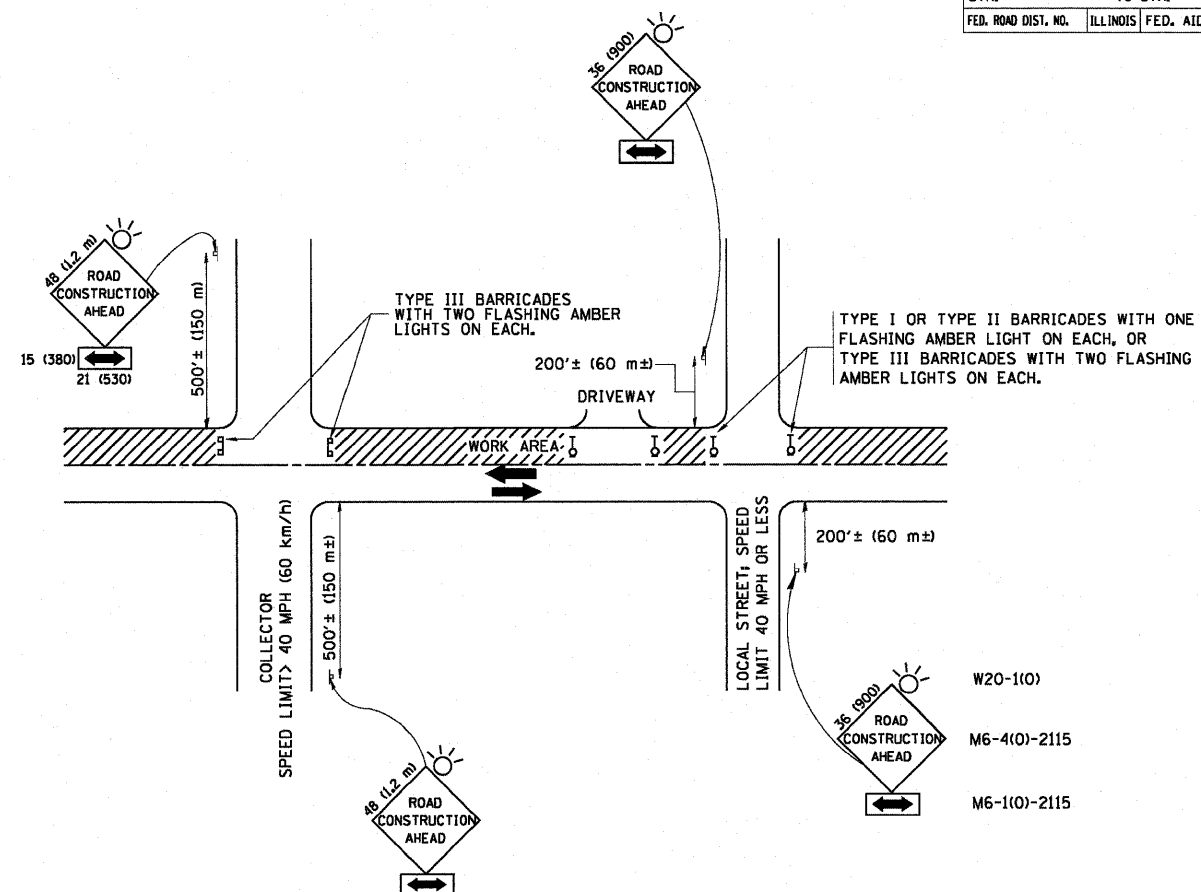 FED. ROAD DIST. NO. ILLINOIS FED. AID
36 (900)
ROAD
CONSTRUCTION
AHEAD
48 (1.2 m)
ROAD
CONSTRUCTION
AHEAD
15 (380)
21 (530)
500'± (150 m)
TYPE III BARRICADES
WITH TWO FLASHING AMBER
LIGHTS ON EACH.
200'± (60 m±)
DRIVEWAY
TYPE I OR TYPE II BARRICADES WITH ONE
FLASHING AMBER LIGHT ON EACH, OR
TYPE III BARRICADES WITH TWO FLASHING
AMBER LIGHTS ON EACH.
WORK AREA
COLLECTOR
SPEED LIMIT> 40 MPH (60 km/h)
500'± (150 m±)
LOCAL STREET; SPEED
LIMIT 40 MPH OR LESS
200'± (60 m±)
48 (1.2 m)
ROAD
CONSTRUCTION
AHEAD
36 (900)
ROAD
CONSTRUCTION
AHEAD
W20-1(O)
M6-4(O)-2115
M6-1(O)-2115